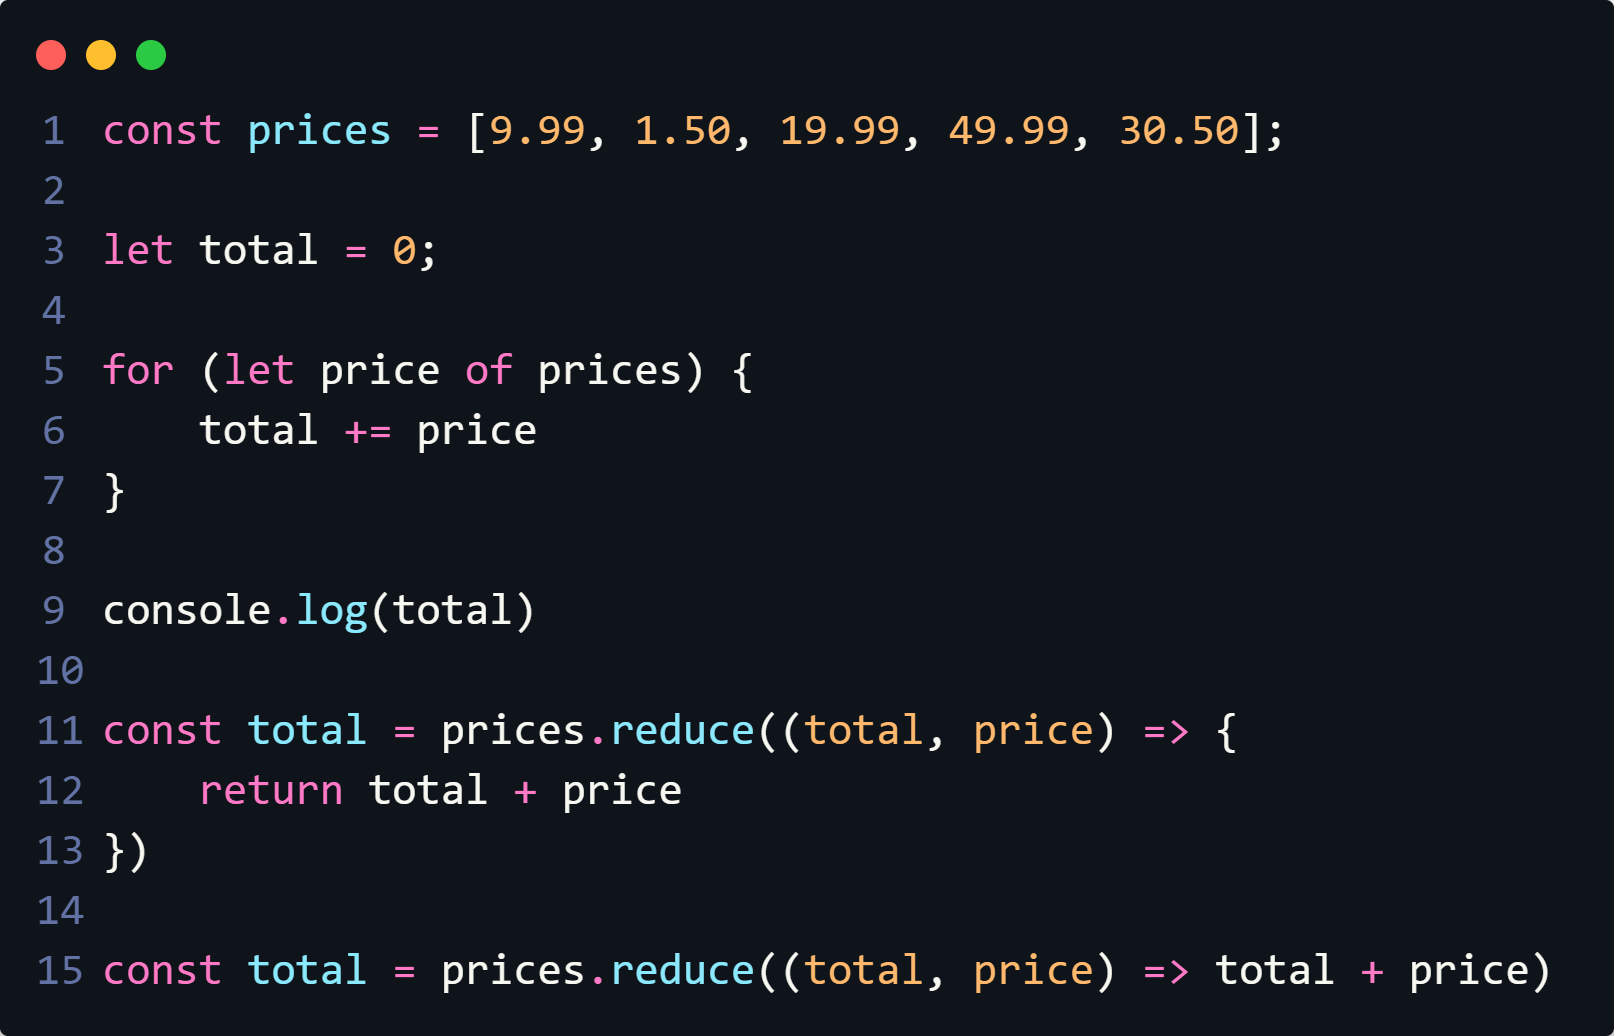 1 const prices = [9.99, 1.50, 19.99, 49.99, 30.50];
2
3 let total = 0;
4
5 for (let price of prices) {
6     total += price
7 }
8
9 console.log(total)
10
11 const total = prices.reduce((total, price) => {
12     return total + price
13 })
14
15 const total = prices.reduce((total, price) => total + price)